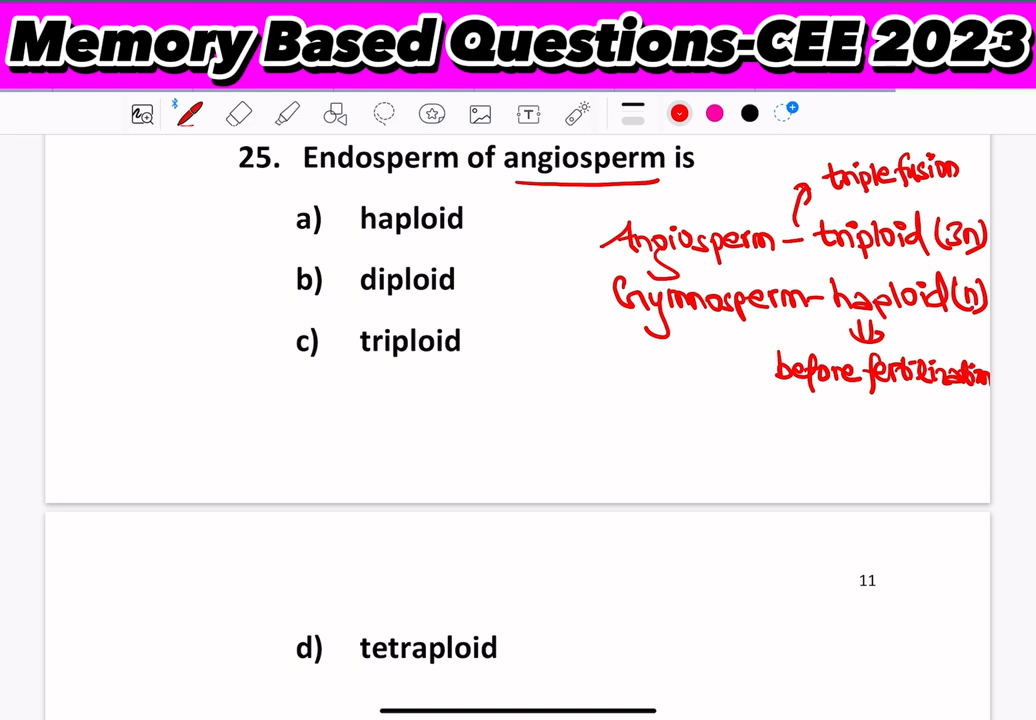 Memory Based Questions-CEE 2023
25. Endosperm of angiosperm is
triple fusion
a) haploid
Angiosperm - triploid (3n)
b) diploid
Gymnosperm - haploid (n)
c) triploid
before fertilization
11
d) tetraploid